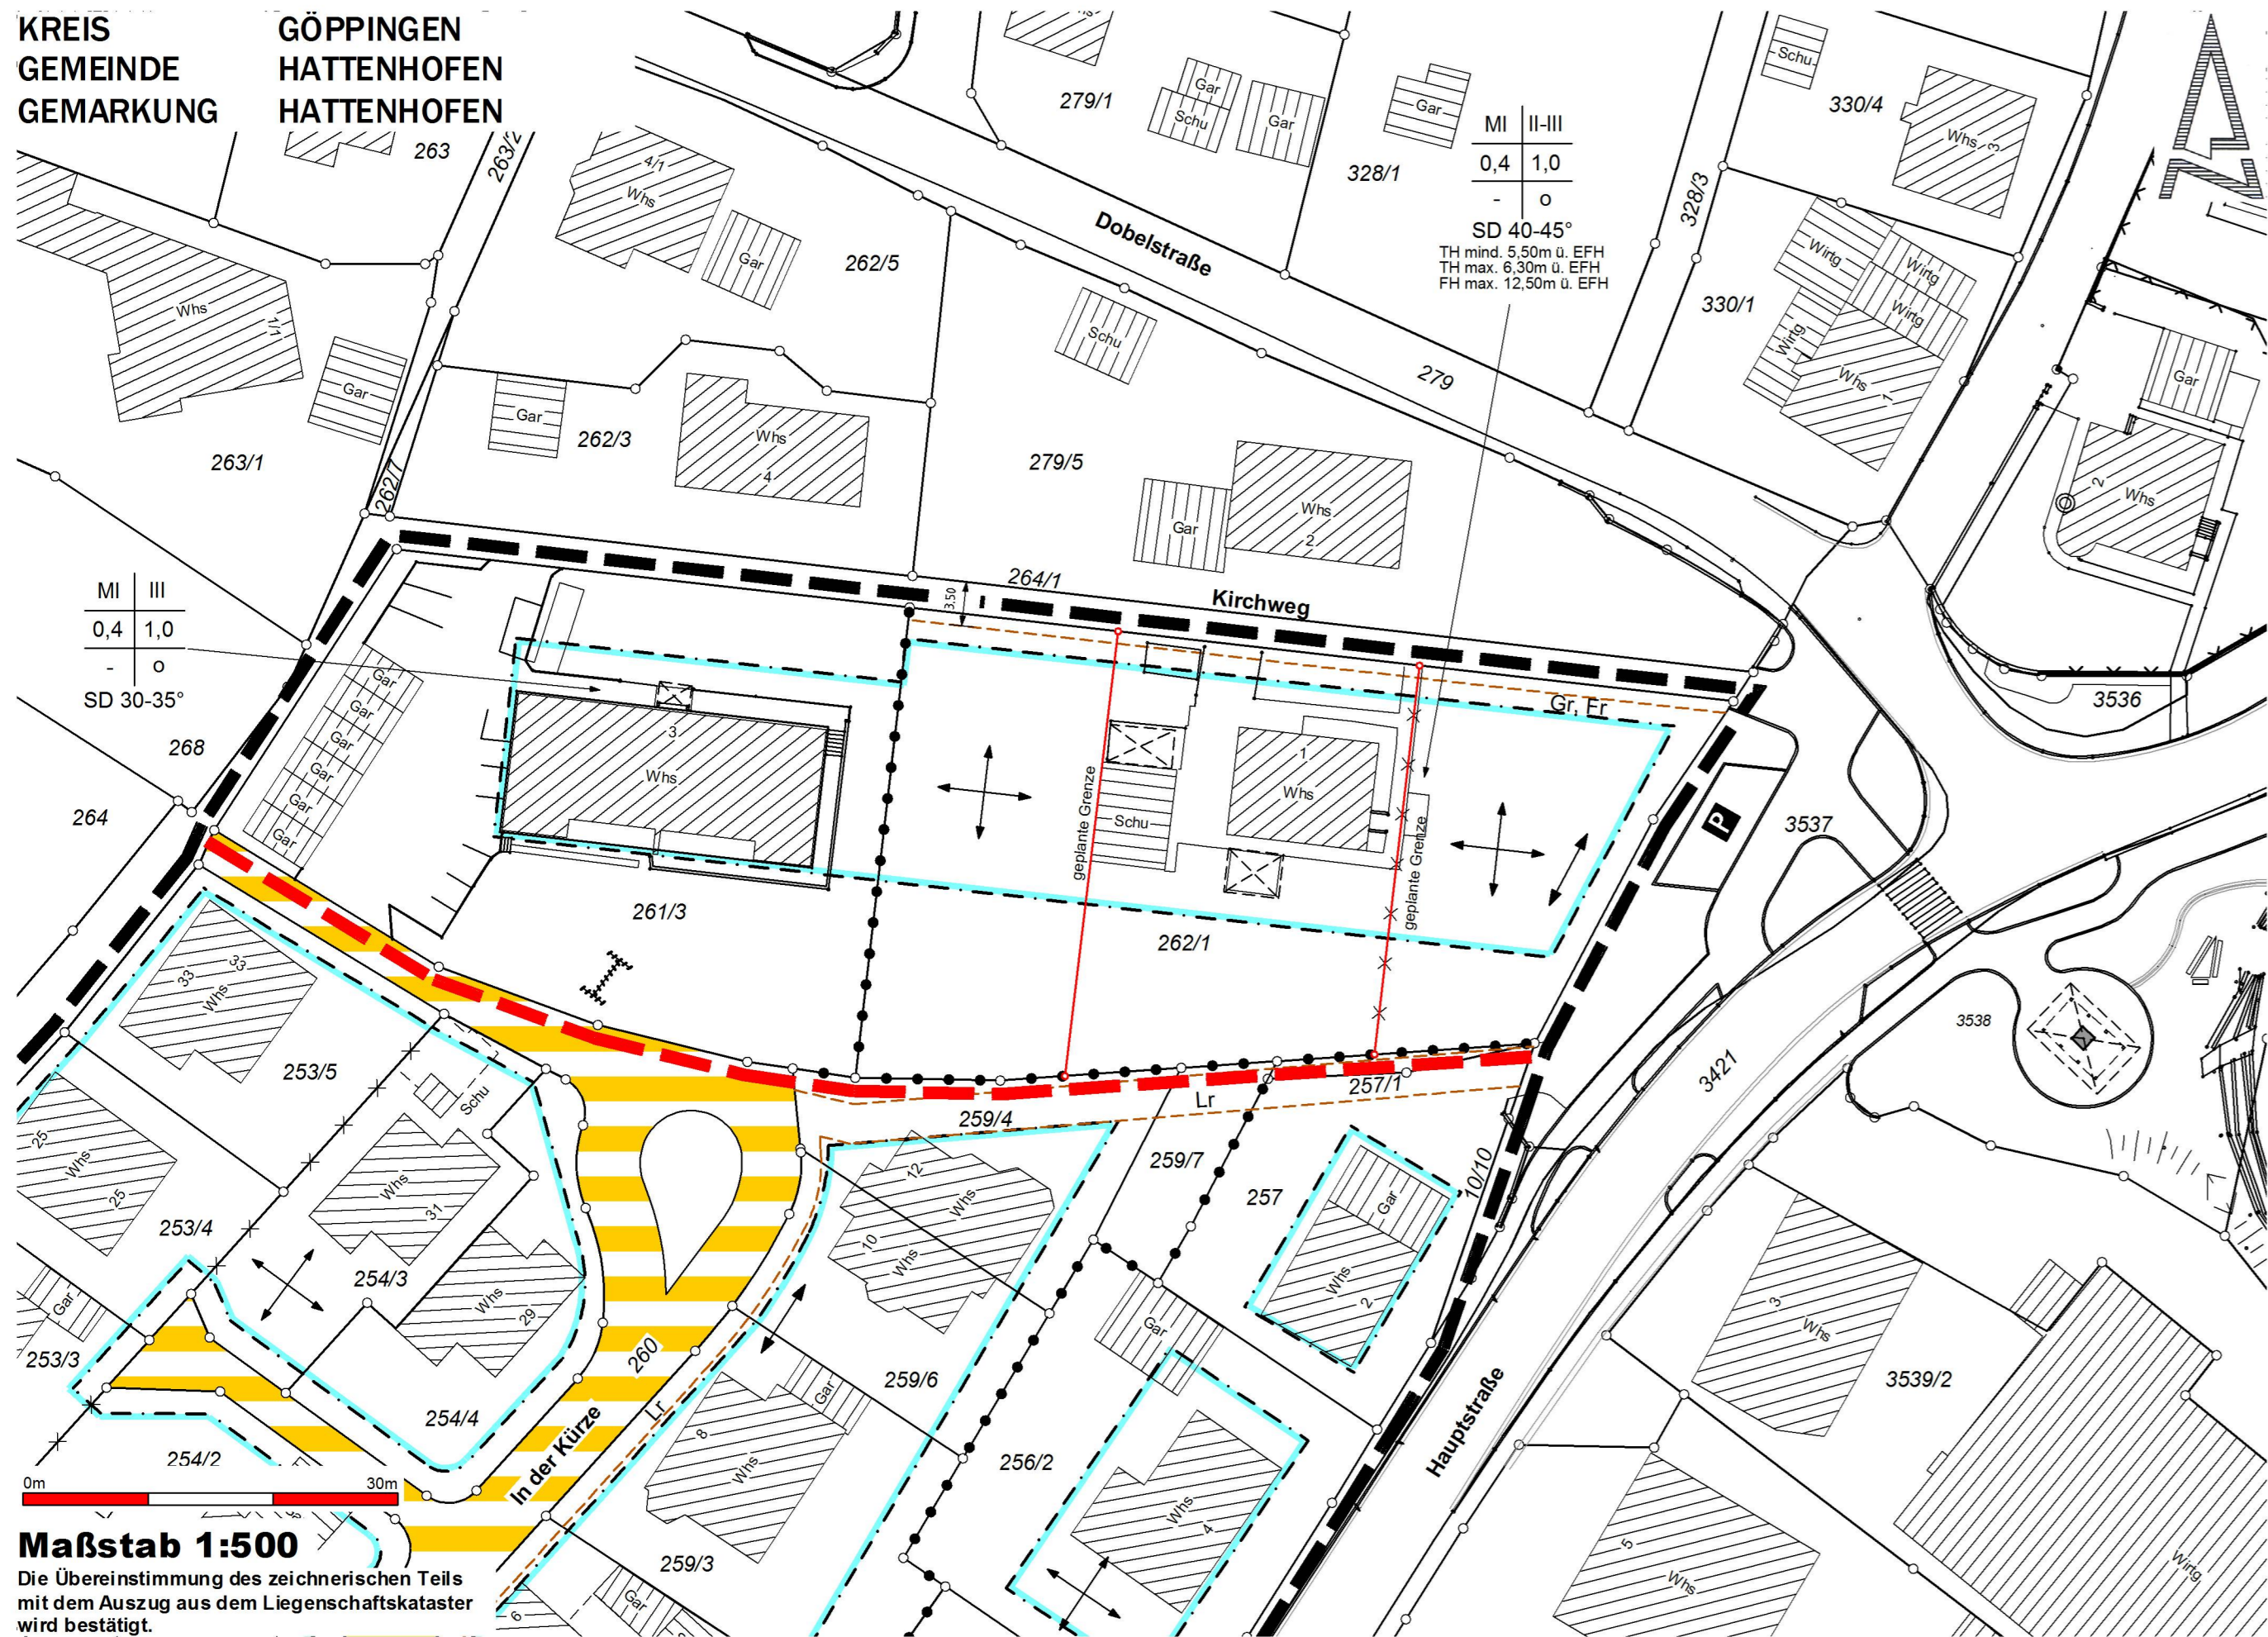 KREIS GÖPPINGEN
GEMEINDE HATTENHOFEN
GEMARKUNG HATTENHOFEN
263
263/2
4/1
Whs
Gar
262/5
279/1
Gar
Schu
Gar
Gar
328/1
MI II-III
0,4 1,0
- o
SD 40-45°
TH mind. 5,50m ü. EFH
TH max. 6,30m ü. EFH
FH max. 12,50m ü. EFH
Schu
330/4
Whs 3
328/3
Wirtg
Wirtg
Wirtg
Wirtg
330/1
Whs 1
Gar
Whs 2
Dobelstraße
279
Whs
1/1
Gar
263/1
262/7
Gar
262/3
Whs
4
Schu
279/5
Gar
Whs
2
264/1
Kirchweg
3,50
MI III
0,4 1,0
- o
SD 30-35°
268
264
Gar
Gar
Gar
Gar
Gar
Gar
3
Whs
261/3
geplante Grenze
Schu
1
Whs
geplante Grenze
Gr, Fr
262/1
P
3537
3536
3538
3421
33
33
Whs
253/5
25
Whs
25
253/4
Schu
Whs
31
254/3
Whs
29
254/4
Gar
253/3
254/2
260
In der Kürze
Lr
259/4
Lr
257/1
259/7
257
10/10
12
Whs
10
Whs
Gar
Whs
2
Gar
259/6
Gar
8
Whs
256/2
Whs
4
259/3
Gar
6
Hauptstraße
3
Whs
3539/2
5
Whs
Wirtg
0m 30m
Maßstab 1:500
Die Übereinstimmung des zeichnerischen Teils
mit dem Auszug aus dem Liegenschaftskataster
wird bestätigt.